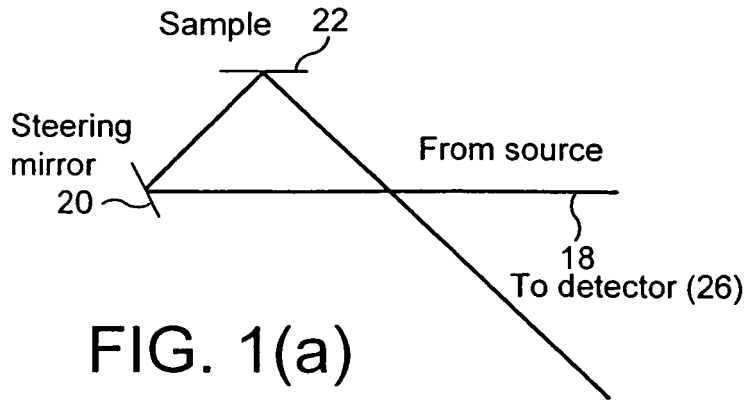 Sample
22
Steering
mirror
20
From source
18
To detector (26)
FIG. 1(a)